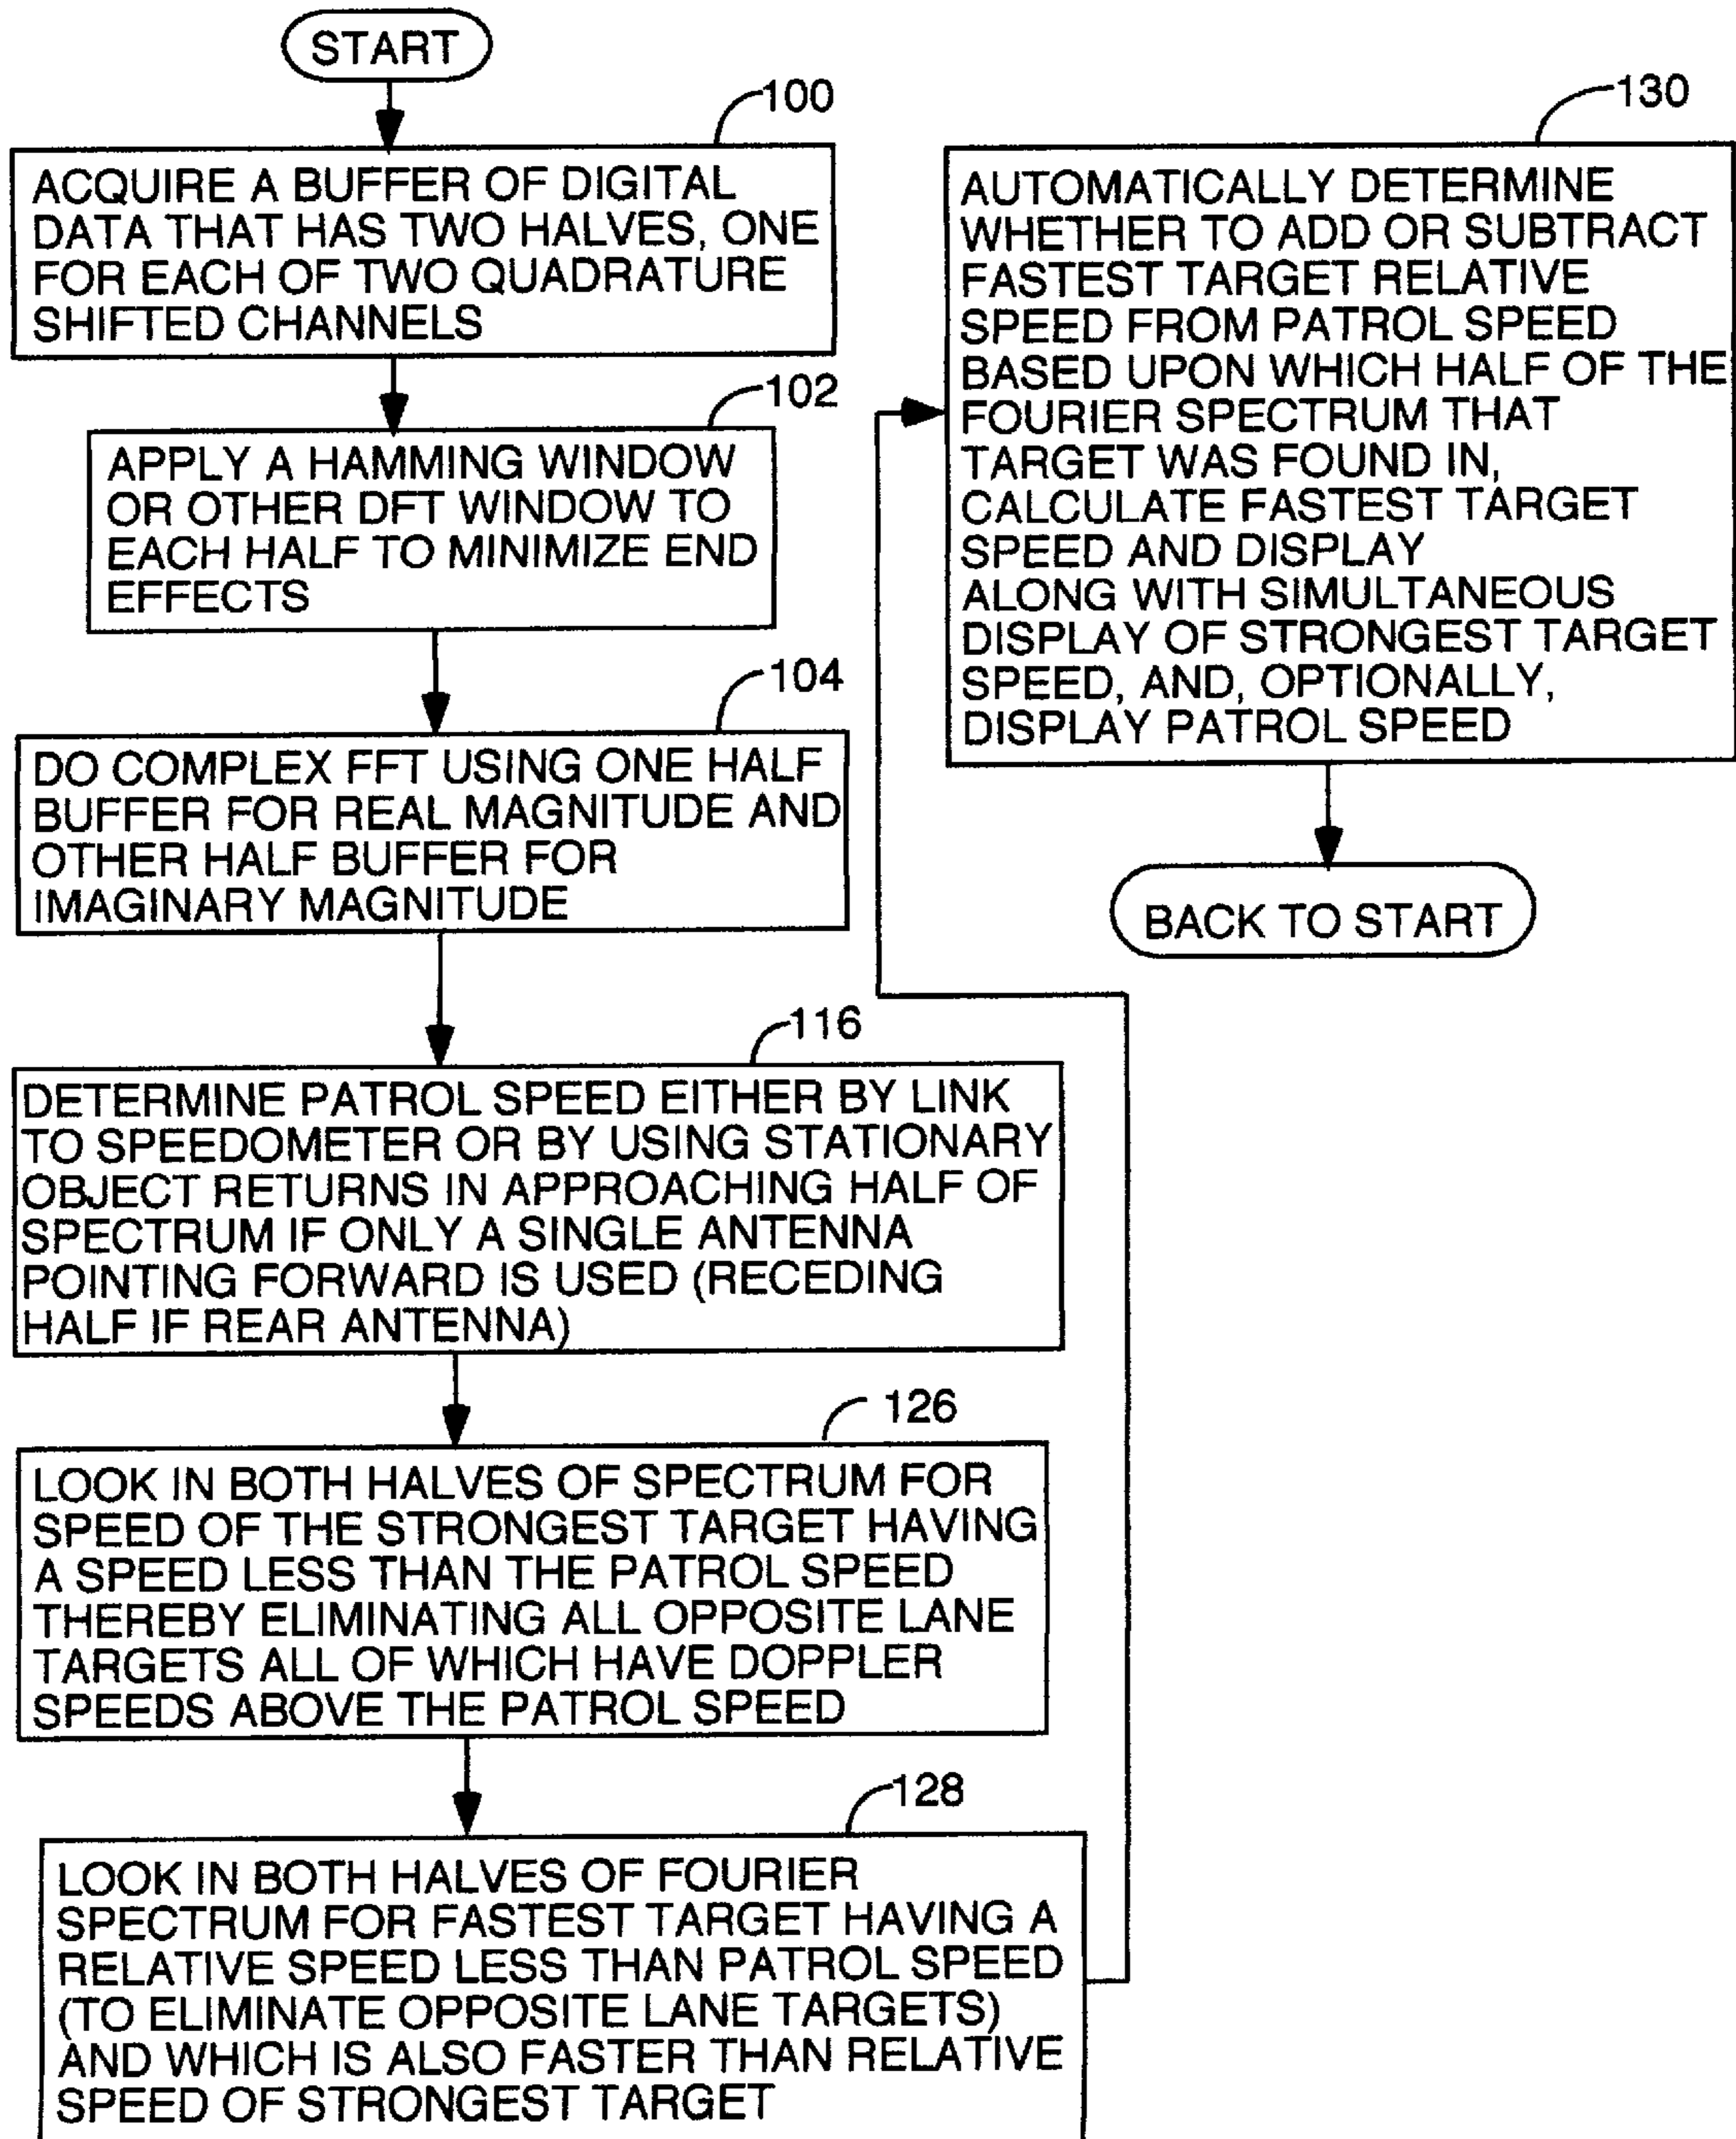 START
100
ACQUIRE A BUFFER OF DIGITAL
DATA THAT HAS TWO HALVES, ONE
FOR EACH OF TWO QUADRATURE
SHIFTED CHANNELS
102
APPLY A HAMMING WINDOW
OR OTHER DFT WINDOW TO
EACH HALF TO MINIMIZE END
EFFECTS
104
DO COMPLEX FFT USING ONE HALF
BUFFER FOR REAL MAGNITUDE AND
OTHER HALF BUFFER FOR
IMAGINARY MAGNITUDE
116
DETERMINE PATROL SPEED EITHER BY LINK
TO SPEEDOMETER OR BY USING STATIONARY
OBJECT RETURNS IN APPROACHING HALF OF
SPECTRUM IF ONLY A SINGLE ANTENNA
POINTING FORWARD IS USED (RECEDING
HALF IF REAR ANTENNA)
126
LOOK IN BOTH HALVES OF SPECTRUM FOR
SPEED OF THE STRONGEST TARGET HAVING
A SPEED LESS THAN THE PATROL SPEED
THEREBY ELIMINATING ALL OPPOSITE LANE
TARGETS ALL OF WHICH HAVE DOPPLER
SPEEDS ABOVE THE PATROL SPEED
128
LOOK IN BOTH HALVES OF FOURIER
SPECTRUM FOR FASTEST TARGET HAVING A
RELATIVE SPEED LESS THAN PATROL SPEED
(TO ELIMINATE OPPOSITE LANE TARGETS)
AND WHICH IS ALSO FASTER THAN RELATIVE
SPEED OF STRONGEST TARGET
130
AUTOMATICALLY DETERMINE
WHETHER TO ADD OR SUBTRACT
FASTEST TARGET RELATIVE
SPEED FROM PATROL SPEED
BASED UPON WHICH HALF OF THE
FOURIER SPECTRUM THAT
TARGET WAS FOUND IN,
CALCULATE FASTEST TARGET
SPEED AND DISPLAY
ALONG WITH SIMULTANEOUS
DISPLAY OF STRONGEST TARGET
SPEED, AND, OPTIONALLY,
DISPLAY PATROL SPEED
BACK TO START